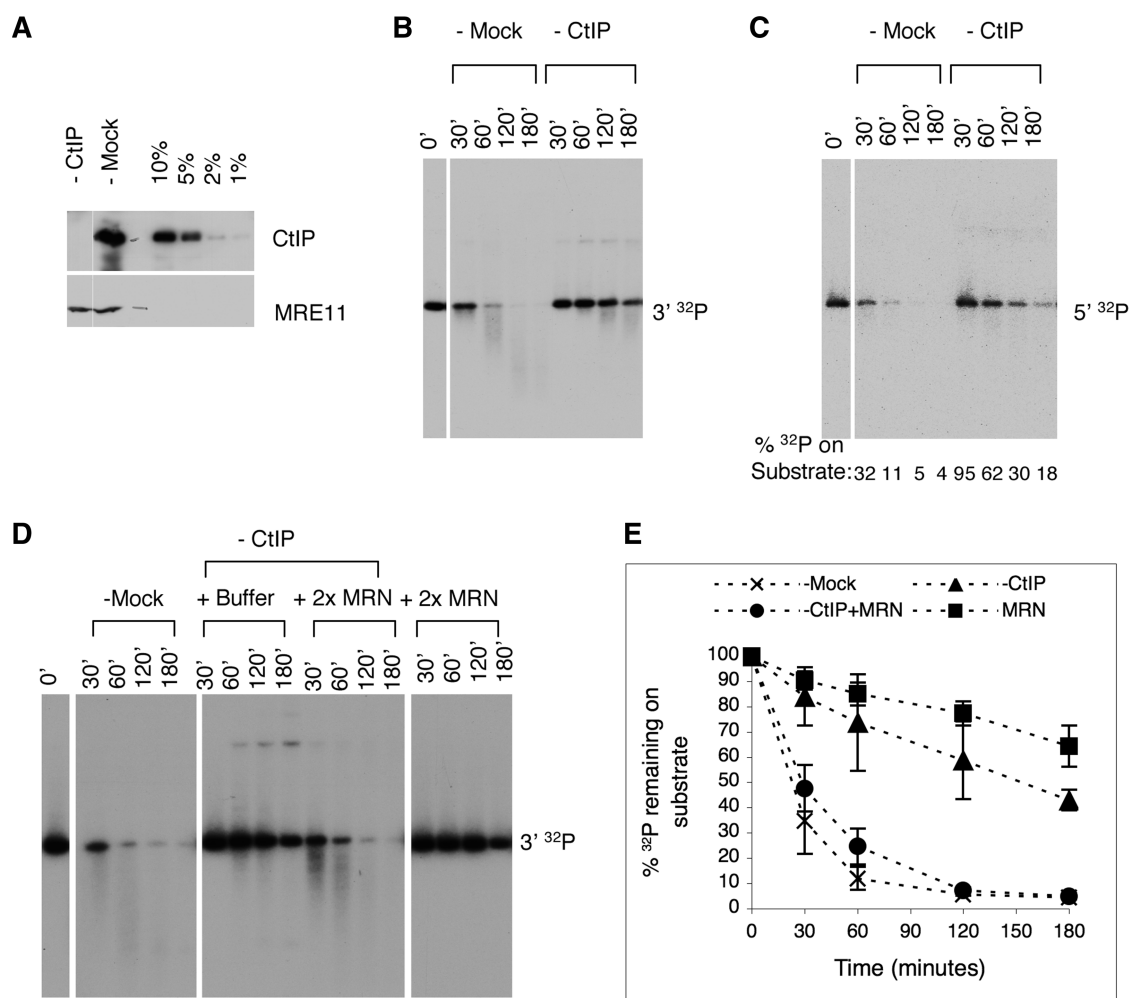 A
B
C
- Mock
- CtIP
- Mock
- CtIP
- CtIP
- Mock
10%
5%
2%
1%
0’
30’
60’
120’
180’
30’
60’
120’
180’
0’
30’
60’
120’
180’
30’
60’
120’
180’
CtIP
MRE11
3’ ³²P
5’ ³²P
% ³²P on
Substrate: 32 11 5 4 95 62 30 18
D
- CtIP
-Mock
+ Buffer
+ 2x MRN
+ 2x MRN
0’
30’
60’
120’
180’
30’
60’
120’
180’
30’
60’
120’
180’
30’
60’
120’
180’
3’ ³²P
E
-Mock
-CtIP
-CtIP+MRN
MRN
% ³²P remaining on
substrate
100
90
80
70
60
50
40
30
20
10
0
0 30 60 90 120 150 180
Time (minutes)